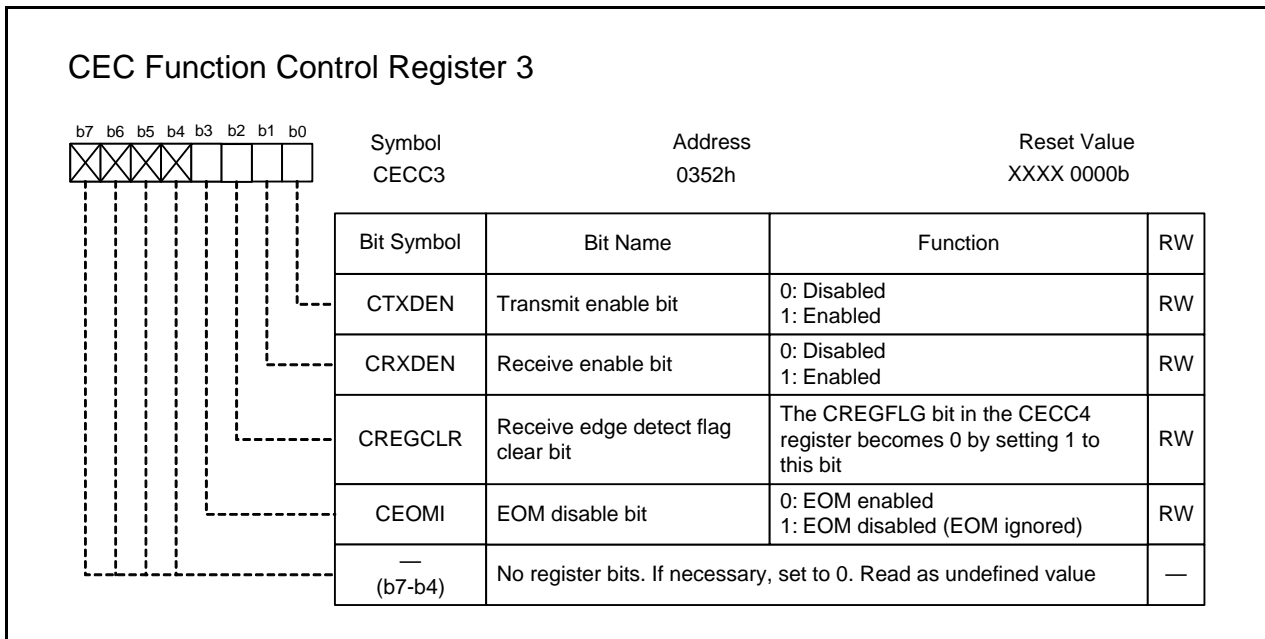 CEC Function Control Register 3
b7 b6 b5 b4 b3 b2 b1 b0
Symbol Address Reset Value
CECC3 0352h XXXX 0000b
Bit Symbol Bit Name Function RW
CTXDEN Transmit enable bit 0: Disabled
1: Enabled RW
CRXDEN Receive enable bit 0: Disabled
1: Enabled RW
CREGCLR Receive edge detect flag
clear bit The CREGFLG bit in the CECC4
register becomes 0 by setting 1 to
this bit RW
CEOMI EOM disable bit 0: EOM enabled
1: EOM disabled (EOM ignored) RW
—
(b7-b4) No register bits. If necessary, set to 0. Read as undefined value —